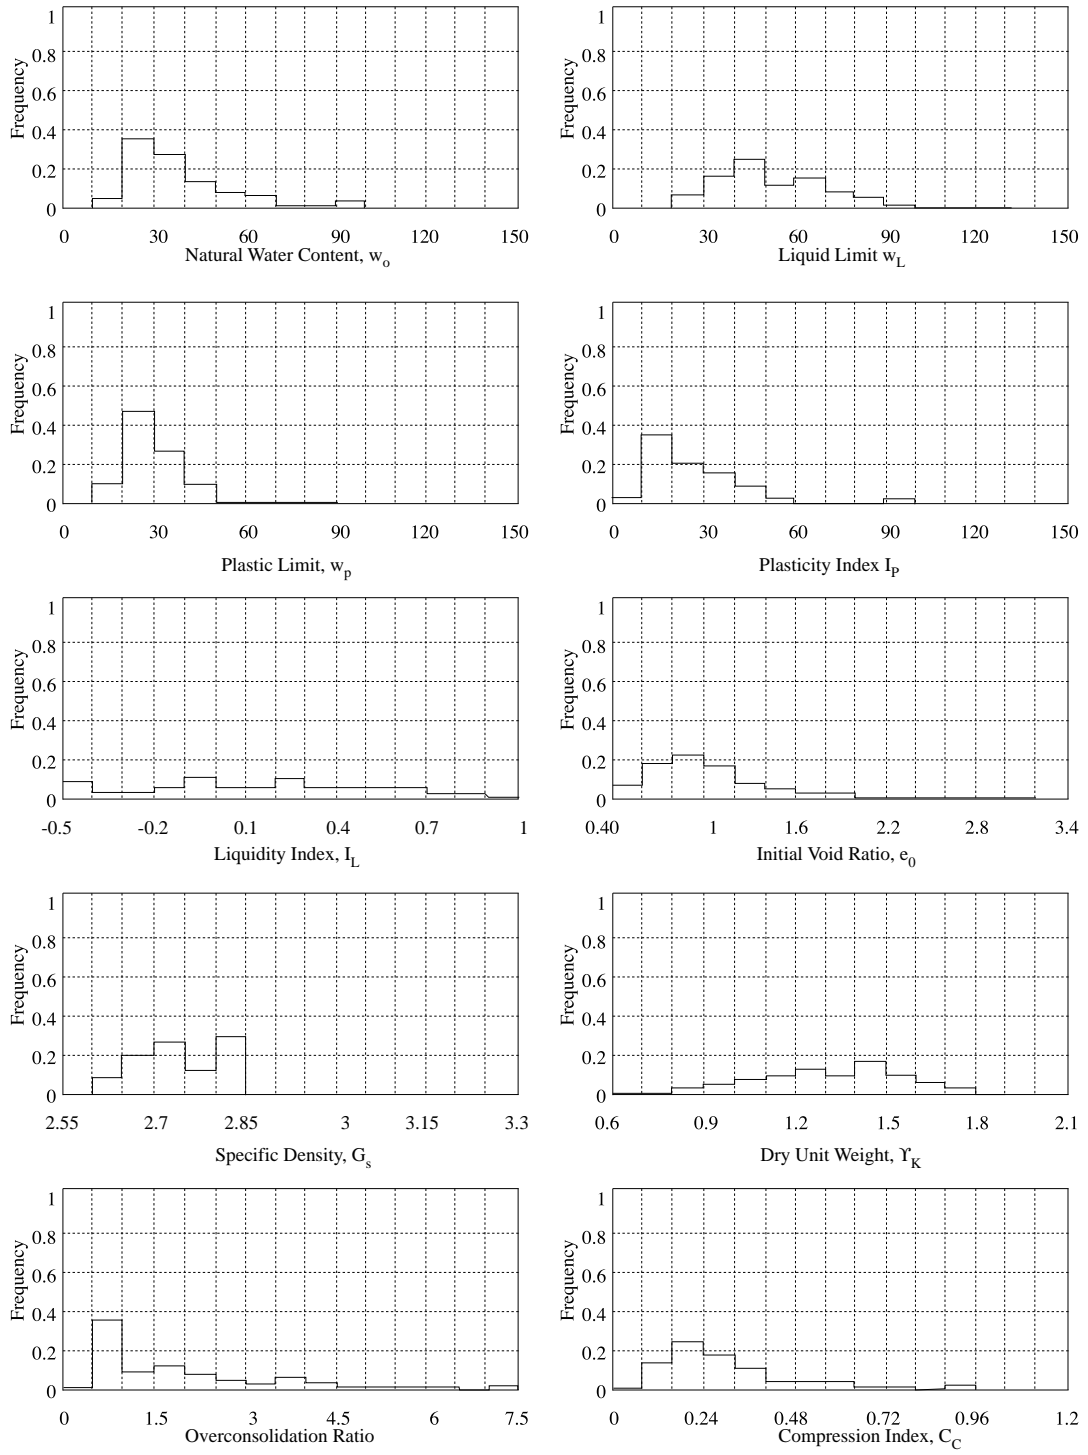 1
0.8
0.6
0.4
0.2
0
Frequency
0 30 60 90 120 150
Natural Water Content, w_o
1
0.8
0.6
0.4
0.2
0
Frequency
0 30 60 90 120 150
Liquid Limit w_L
1
0.8
0.6
0.4
0.2
0
Frequency
0 30 60 90 120 150
Plastic Limit, w_p
1
0.8
0.6
0.4
0.2
0
Frequency
0 30 60 90 120 150
Plasticity Index I_P
1
0.8
0.6
0.4
0.2
0
Frequency
-0.5 -0.2 0.1 0.4 0.7 1
Liquidity Index, I_L
1
0.8
0.6
0.4
0.2
0
Frequency
0.40 1 1.6 2.2 2.8 3.4
Initial Void Ratio, e_0
1
0.8
0.6
0.4
0.2
0
Frequency
2.55 2.7 2.85 3 3.15 3.3
Specific Density, G_s
1
0.8
0.6
0.4
0.2
0
Frequency
0.6 0.9 1.2 1.5 1.8 2.1
Dry Unit Weight, ϒ_K
1
0.8
0.6
0.4
0.2
0
Frequency
0 1.5 3 4.5 6 7.5
Overconsolidation Ratio
1
0.8
0.6
0.4
0.2
0
Frequency
0 0.24 0.48 0.72 0.96 1.2
Compression Index, C_C